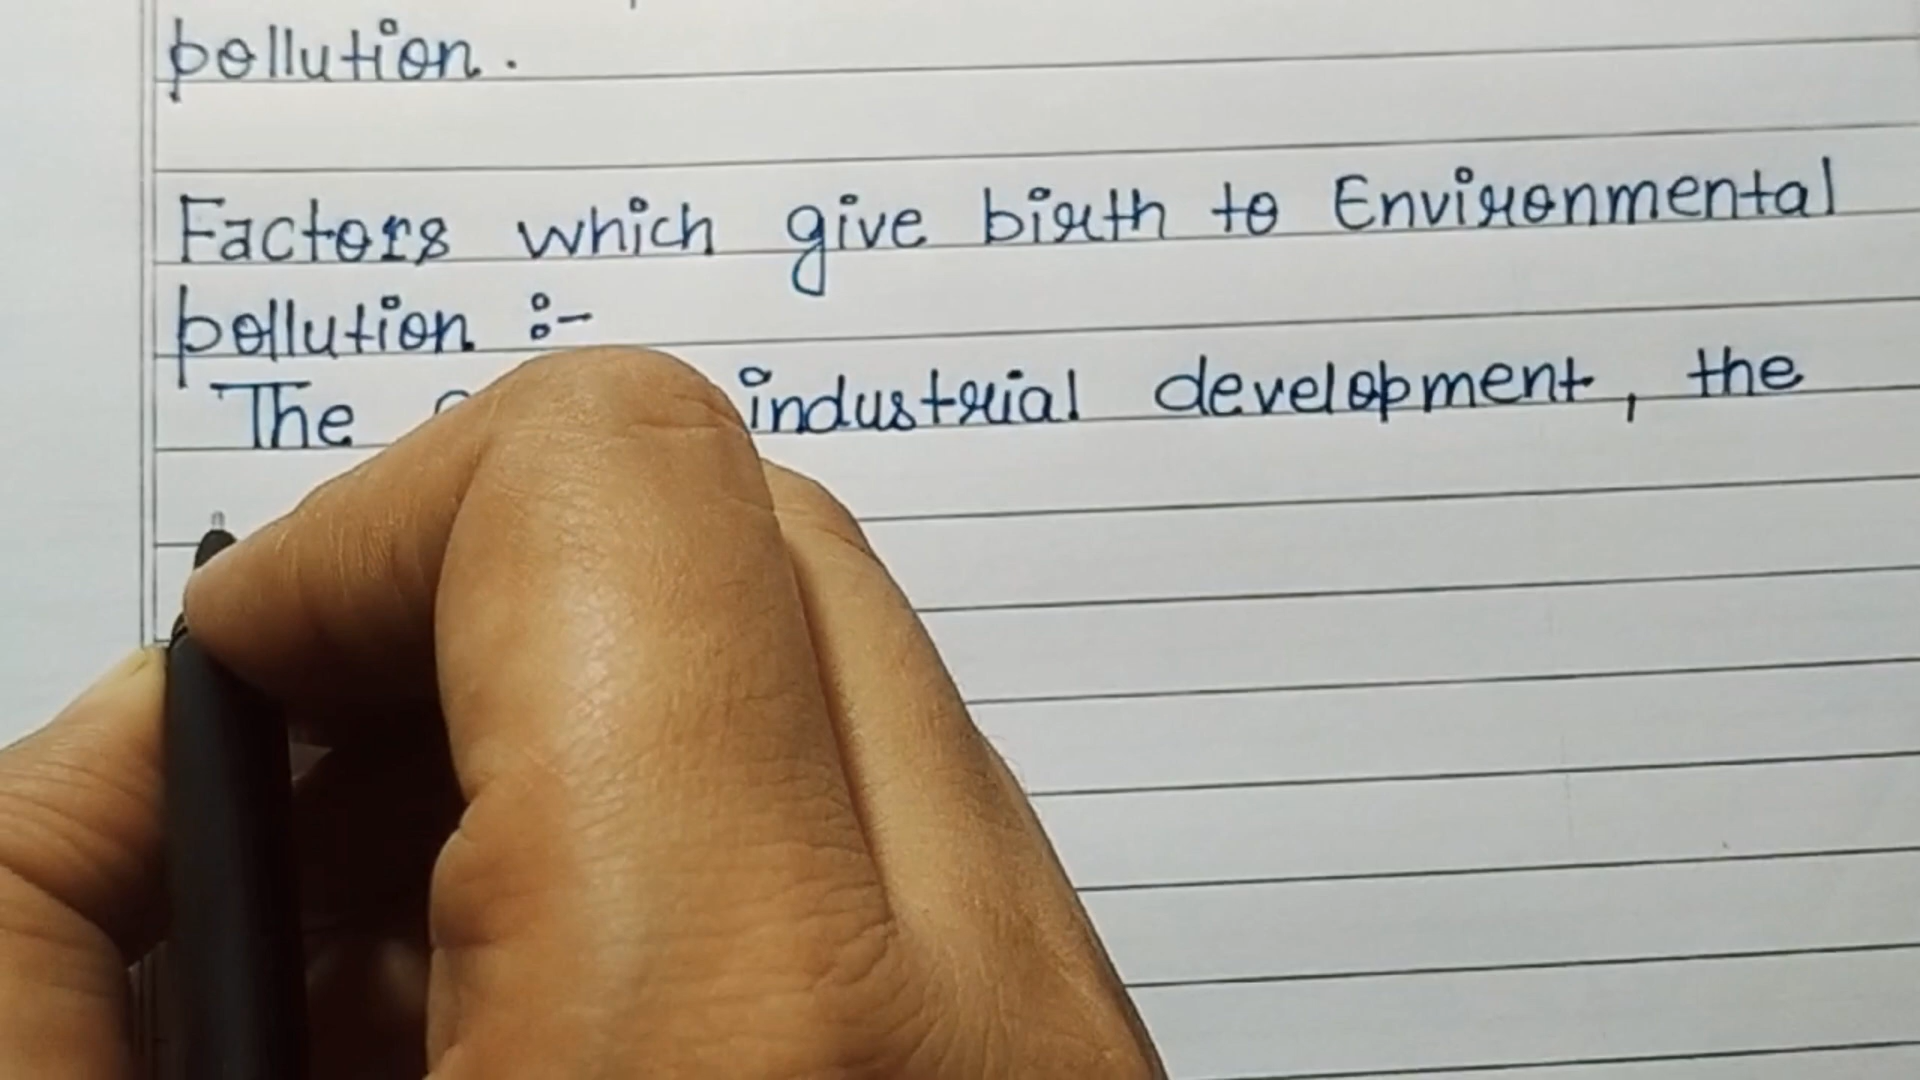 pollution.
Factors which give birth to Environmental
pollution :-
The industrial development, the